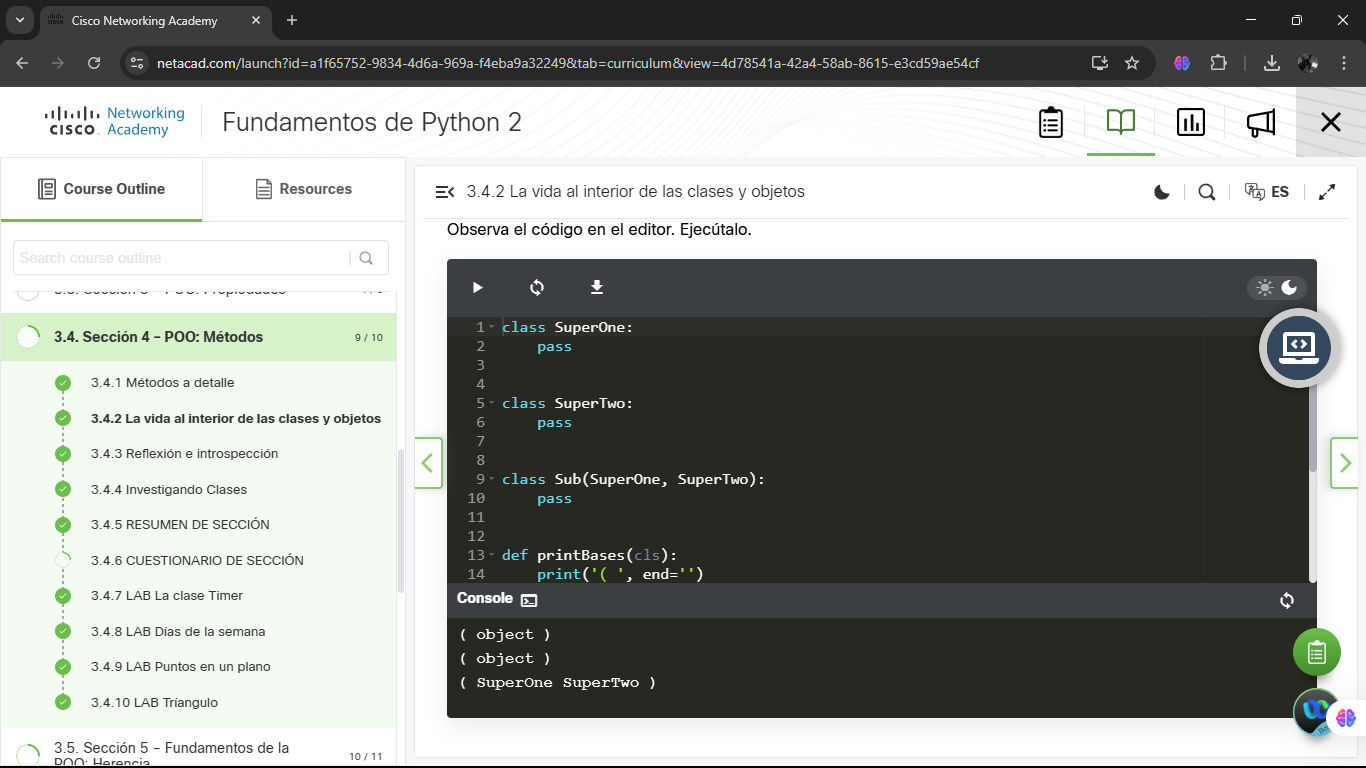 Cisco Networking Academy
netacad.com/launch?id=a1f65752-9834-4d6a-969a-f4eba9a32249&tab=curriculum&view=4d78541a-42a4-58ab-8615-e3cd59ae54cf
CISCO Networking Academy
Fundamentos de Python 2
Course Outline
Resources
Search course outline
3.4. Sección 4 – POO: Métodos
9 / 10
3.4.1 Métodos a detalle
3.4.2 La vida al interior de las clases y objetos
3.4.3 Reflexión e introspección
3.4.4 Investigando Clases
3.4.5 RESUMEN DE SECCIÓN
3.4.6 CUESTIONARIO DE SECCIÓN
3.4.7 LAB La clase Timer
3.4.8 LAB Días de la semana
3.4.9 LAB Puntos en un plano
3.4.10 LAB Tríangulo
3.5. Sección 5 – Fundamentos de la
POO: Herencia
10 / 11
3.4.2 La vida al interior de las clases y objetos
ES
Observa el código en el editor. Ejecútalo.
1 class SuperOne:
2     pass
3
4
5 class SuperTwo:
6     pass
7
8
9 class Sub(SuperOne, SuperTwo):
10     pass
11
12
13 def printBases(cls):
14     print('( ', end='')
Console
( object )
( object )
( SuperOne SuperTwo )